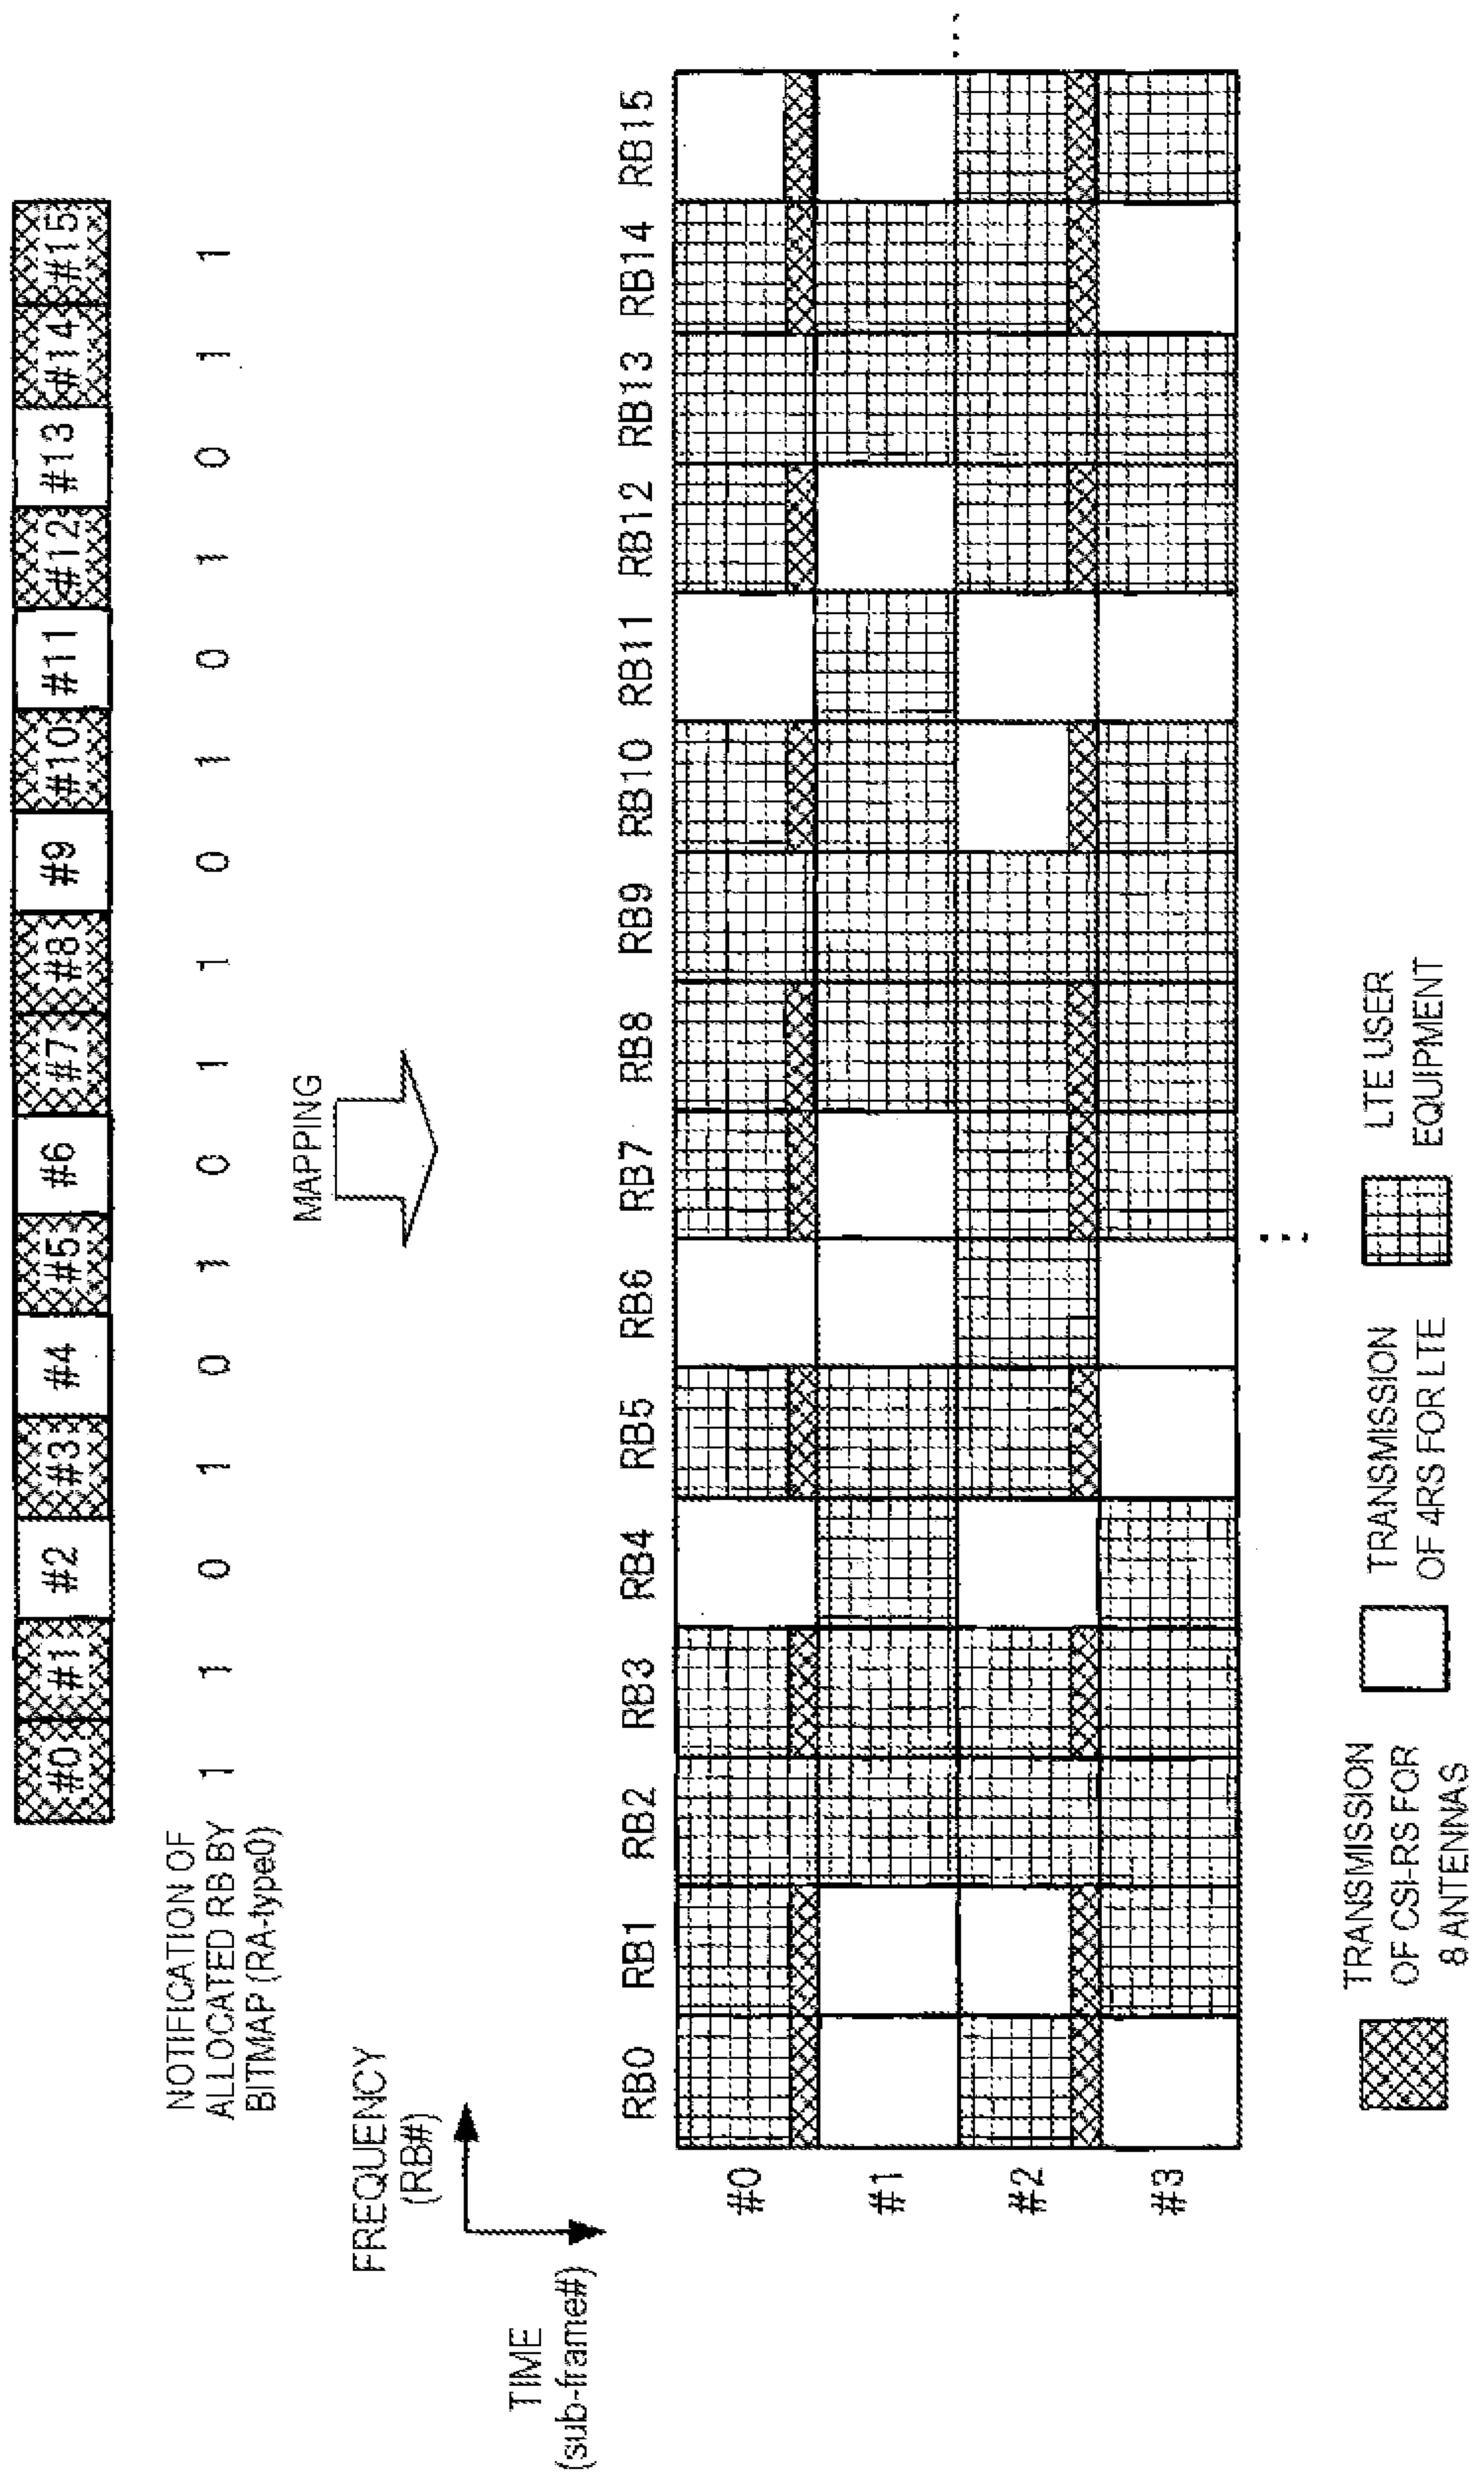 #0 #1 #2 #3 #4 #5 #6 #7 #8 #9 #10 #11 #12 #13 #14 #15
NOTIFICATION OF
ALLOCATED RB BY
BITMAP (RA-type0)
1 1 0 1 0 1 0 1 1 0 1 0 1 0 1 1
MAPPING
FREQUENCY
(RB#)
TIME
(sub-frame#)
RB0 RB1 RB2 RB3 RB4 RB5 RB6 RB7 RB8 RB9 RB10 RB11 RB12 RB13 RB14 RB15
#0
#1
#2
#3
...
...
TRANSMISSION
OF CSI-RS FOR
8 ANTENNAS
TRANSMISSION
OF 4RS FOR LTE
LTE USER
EQUIPMENT